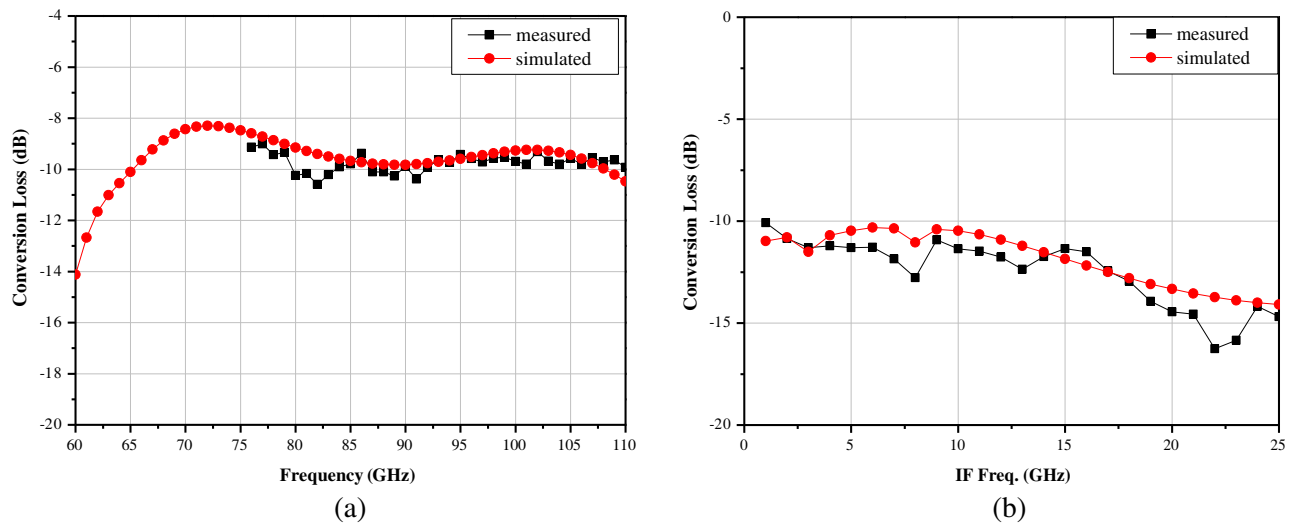 -4
-6
-8
-10
-12
-14
-16
-18
-20
Conversion Loss (dB)
measured
simulated
60 65 70 75 80 85 90 95 100 105 110
Frequency (GHz)
(a)
0
-5
-10
-15
-20
Conversion Loss (dB)
measured
simulated
0 5 10 15 20 25
IF Freq. (GHz)
(b)